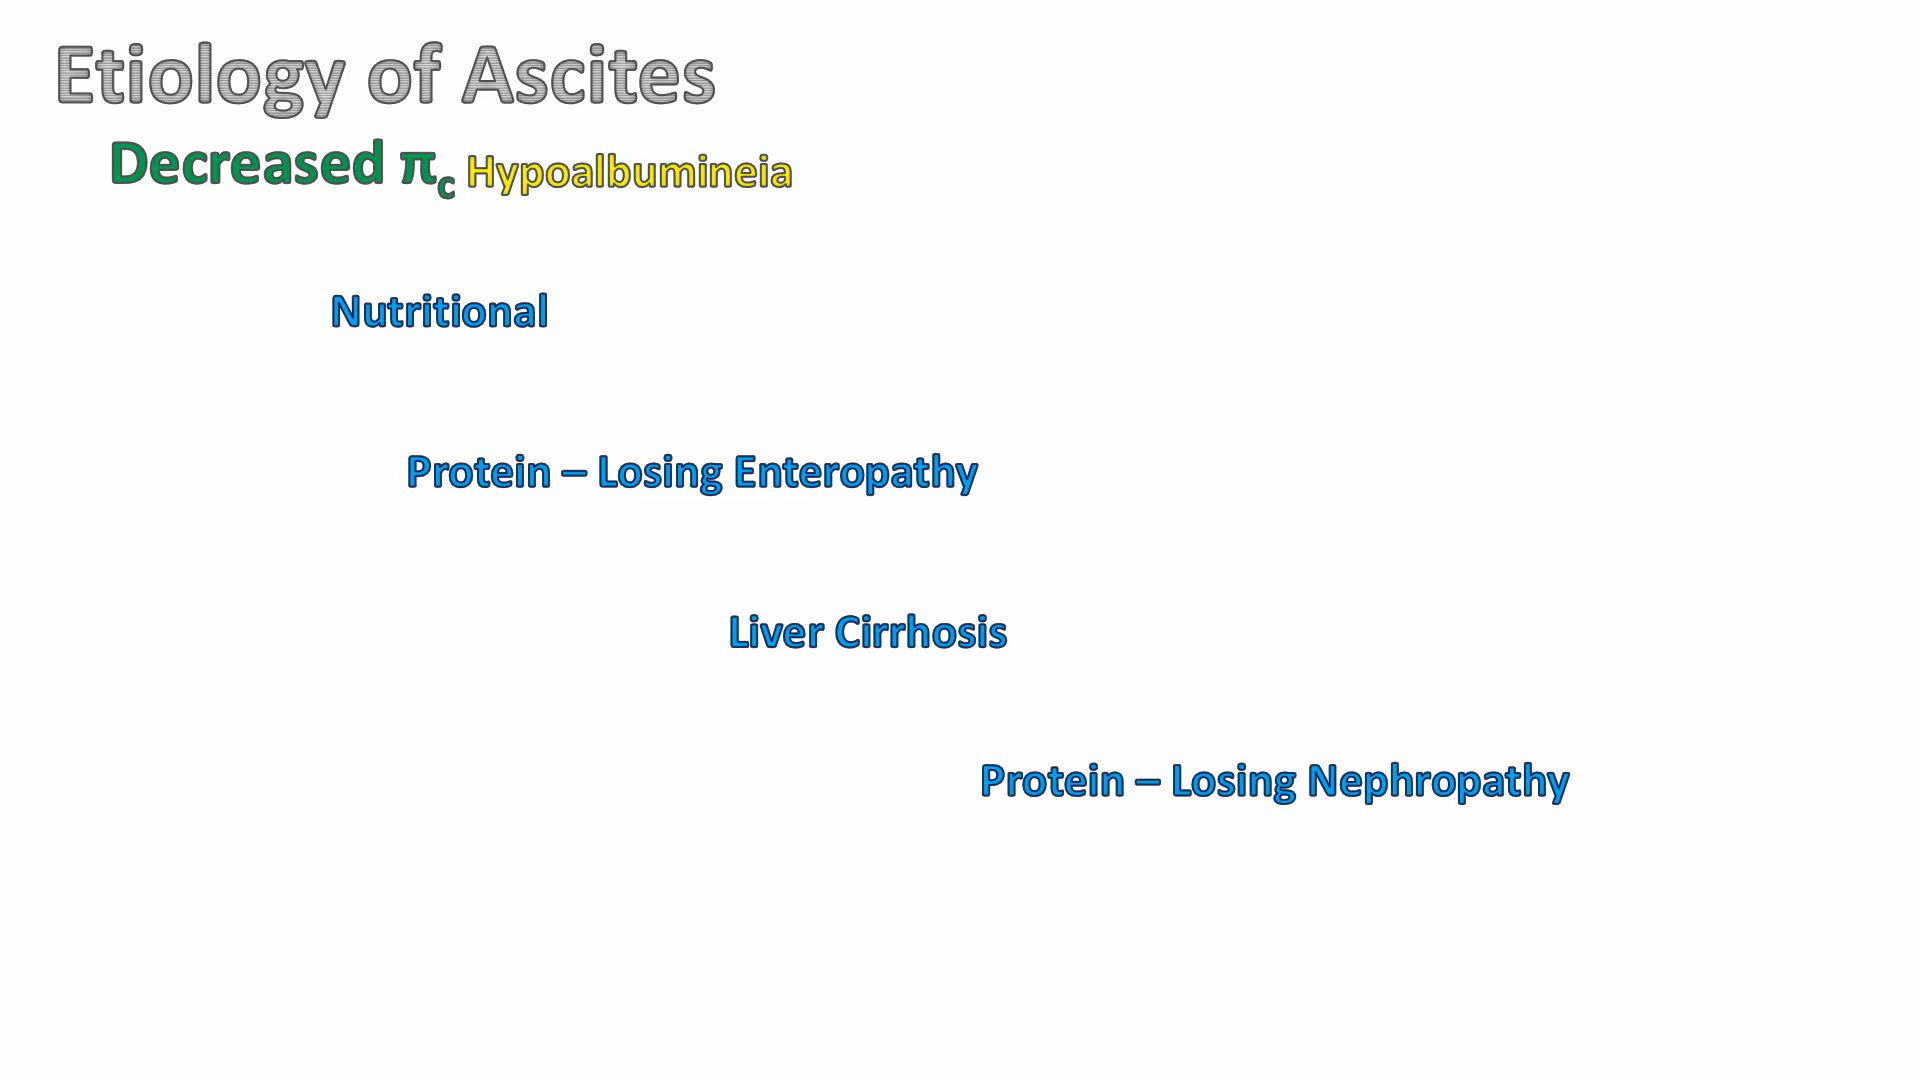 Etiology of Ascites
Decreased πc Hypoalbumineia
Nutritional
Protein – Losing Enteropathy
Liver Cirrhosis
Protein – Losing Nephropathy